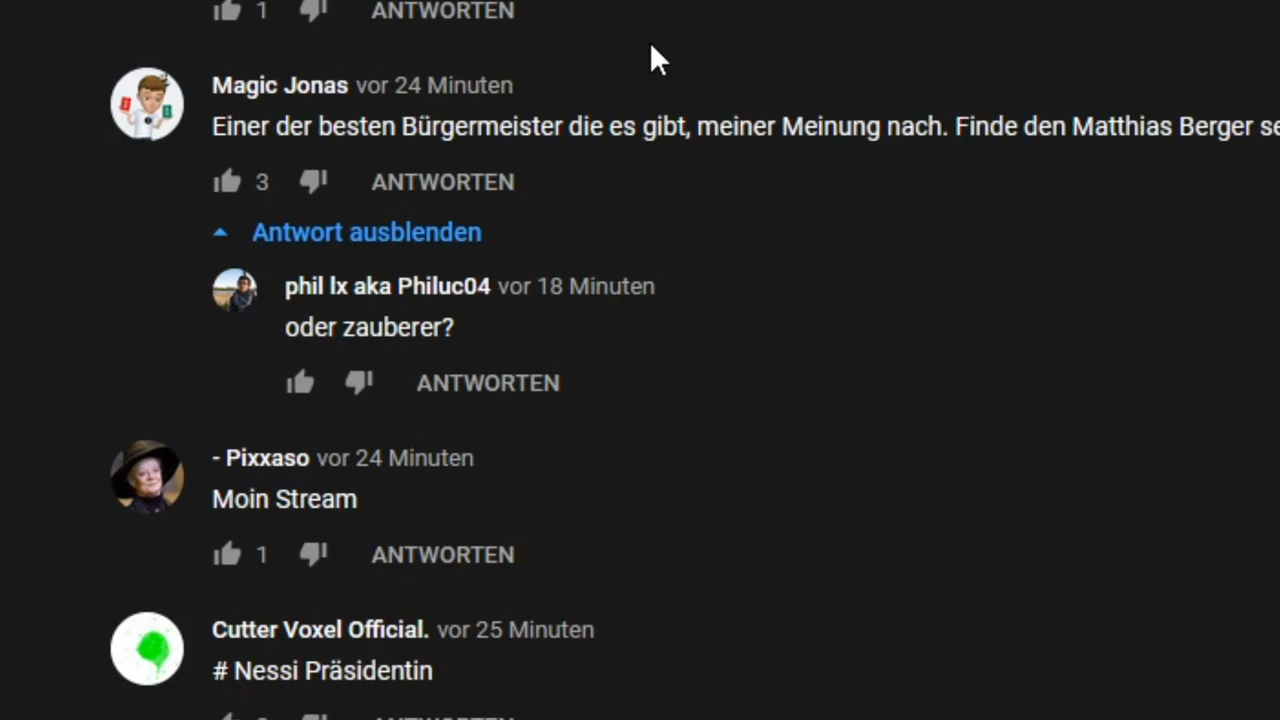 1 ANTWORTEN
Magic Jonas vor 24 Minuten
Einer der besten Bürgermeister die es gibt, meiner Meinung nach. Finde den Matthias Berger
3 ANTWORTEN
Antwort ausblenden
phil lx aka Philuc04 vor 18 Minuten
oder zauberer?
ANTWORTEN
- Pixxaso vor 24 Minuten
Moin Stream
1 ANTWORTEN
Cutter Voxel Official. vor 25 Minuten
# Nessi Präsidentin
ANTWORTEN